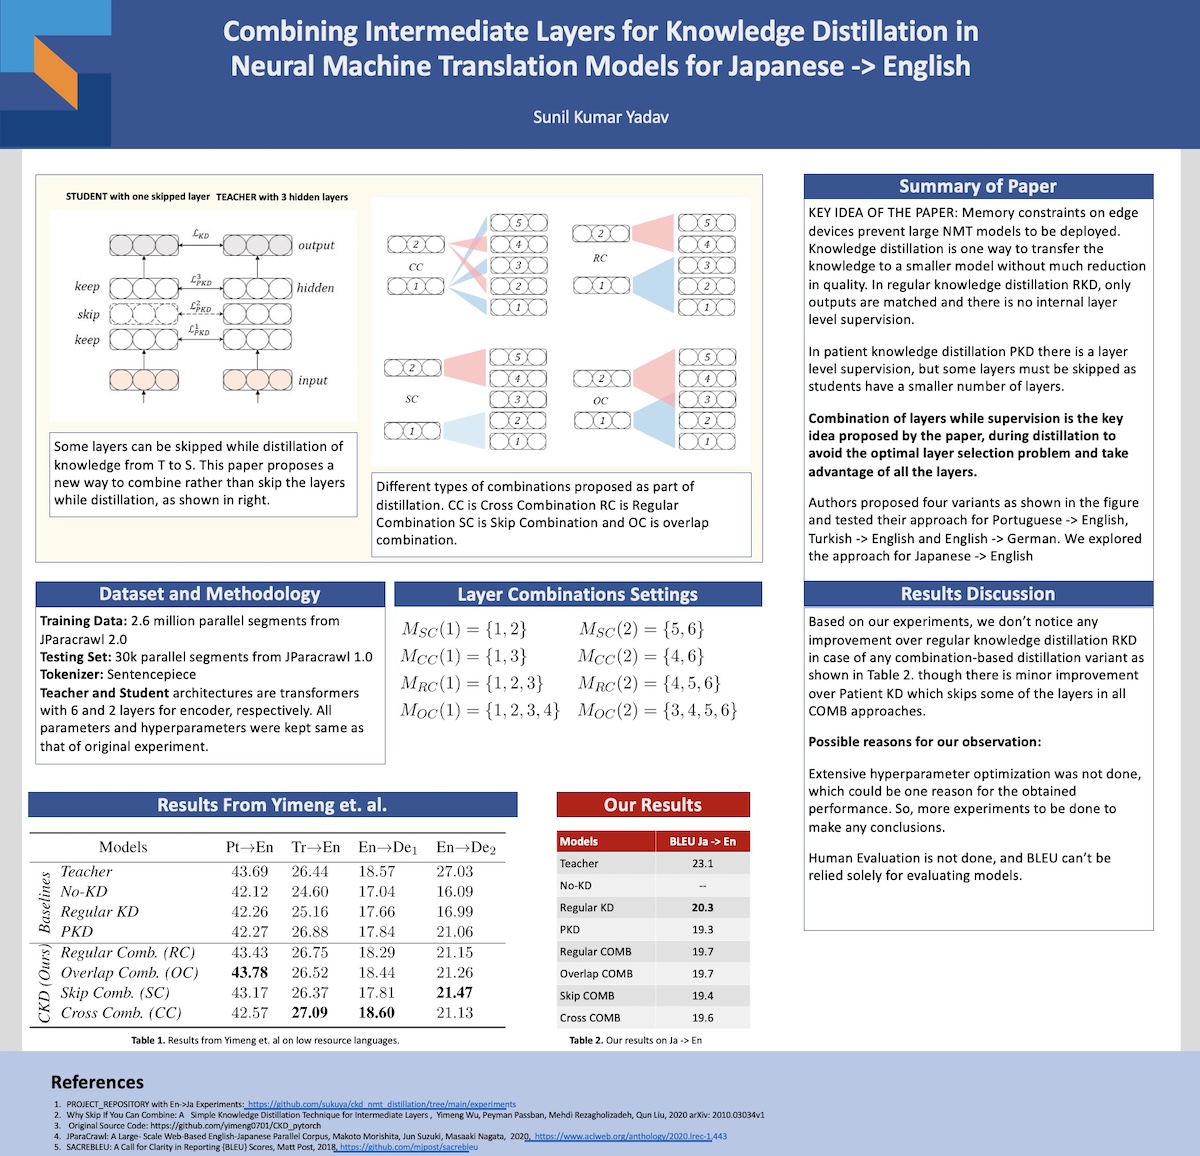 Combining Intermediate Layers for Knowledge Distillation in
Neural Machine Translation Models for Japanese -> English
Sunil Kumar Yadav
STUDENT with one skipped layer TEACHER with 3 hidden layers
ℒ_KD
output
keep
ℒ³_PKD
hidden
skip
ℒ²_PKD
keep
ℒ¹_PKD
input
Some layers can be skipped while distillation of
knowledge from T to S. This paper proposes a
new way to combine rather than skip the layers
while distillation, as shown in right.
2
CC
1
5
4
3
2
1
2
RC
1
5
4
3
2
1
2
SC
1
5
4
3
2
1
2
OC
1
5
4
3
2
1
Different types of combinations proposed as part of
distillation. CC is Cross Combination RC is Regular
Combination SC is Skip Combination and OC is overlap
combination.
Dataset and Methodology
Training Data: 2.6 million parallel segments from
JParacrawl 2.0
Testing Set: 30k parallel segments from JParacrawl 1.0
Tokenizer: Sentencepiece
Teacher and Student architectures are transformers
with 6 and 2 layers for encoder, respectively. All
parameters and hyperparameters were kept same as
that of original experiment.
Layer Combinations Settings
M_SC(1) = {1, 2} M_SC(2) = {5, 6}
M_CC(1) = {1, 3} M_CC(2) = {4, 6}
M_RC(1) = {1, 2, 3} M_RC(2) = {4, 5, 6}
M_OC(1) = {1, 2, 3, 4} M_OC(2) = {3, 4, 5, 6}
Results From Yimeng et. al.
Models Pt→En Tr→En En→De₁ En→De₂
Baselines
Teacher 43.69 26.44 18.57 27.03
No-KD 42.12 24.60 17.04 16.09
Regular KD 42.26 25.16 17.66 16.99
PKD 42.27 26.88 17.84 21.06
CKD (Ours)
Regular Comb. (RC) 43.43 26.75 18.29 21.15
Overlap Comb. (OC) 43.78 26.52 18.44 21.26
Skip Comb. (SC) 43.17 26.37 17.81 21.47
Cross Comb. (CC) 42.57 27.09 18.60 21.13
Table 1. Results from Yimeng et. al on low resource languages.
Our Results
Models BLEU Ja -> En
Teacher 23.1
No-KD --
Regular KD 20.3
PKD 19.3
Regular COMB 19.7
Overlap COMB 19.7
Skip COMB 19.4
Cross COMB 19.6
Table 2. Our results on Ja -> En
Summary of Paper
KEY IDEA OF THE PAPER: Memory constraints on edge
devices prevent large NMT models to be deployed.
Knowledge distillation is one way to transfer the
knowledge to a smaller model without much reduction
in quality. In regular knowledge distillation RKD, only
outputs are matched and there is no internal layer
level supervision.
In patient knowledge distillation PKD there is a layer
level supervision, but some layers must be skipped as
students have a smaller number of layers.
Combination of layers while supervision is the key
idea proposed by the paper, during distillation to
avoid the optimal layer selection problem and take
advantage of all the layers.
Authors proposed four variants as shown in the figure
and tested their approach for Portuguese -> English,
Turkish -> English and English -> German. We explored
the approach for Japanese -> English
Results Discussion
Based on our experiments, we don’t notice any
improvement over regular knowledge distillation RKD
in case of any combination-based distillation variant as
shown in Table 2. though there is minor improvement
over Patient KD which skips some of the layers in all
COMB approaches.
Possible reasons for our observation:
Extensive hyperparameter optimization was not done,
which could be one reason for the obtained
performance. So, more experiments to be done to
make any conclusions.
Human Evaluation is not done, and BLEU can’t be
relied solely for evaluating models.
References
1. PROJECT_REPOSITORY with En->Ja Experiments: https://github.com/sukuya/ckd_nmt_distillation/tree/main/experiments
2. Why Skip If You Can Combine: A Simple Knowledge Distillation Technique for Intermediate Layers , Yimeng Wu, Peyman Passban, Mehdi Rezagholizadeh, Qun Liu, 2020 arXiv: 2010.03034v1
3. Original Source Code: https://github.com/yimeng0701/CKD_pytorch
4. JParaCrawl: A Large- Scale Web-Based English-Japanese Parallel Corpus, Makoto Morishita, Jun Suzuki, Masaaki Nagata, 2020, https://www.aclweb.org/anthology/2020.lrec-1.443
5. SACREBLEU: A Call for Clarity in Reporting {BLEU} Scores, Matt Post, 2018, https://github.com/mjpost/sacrebleu